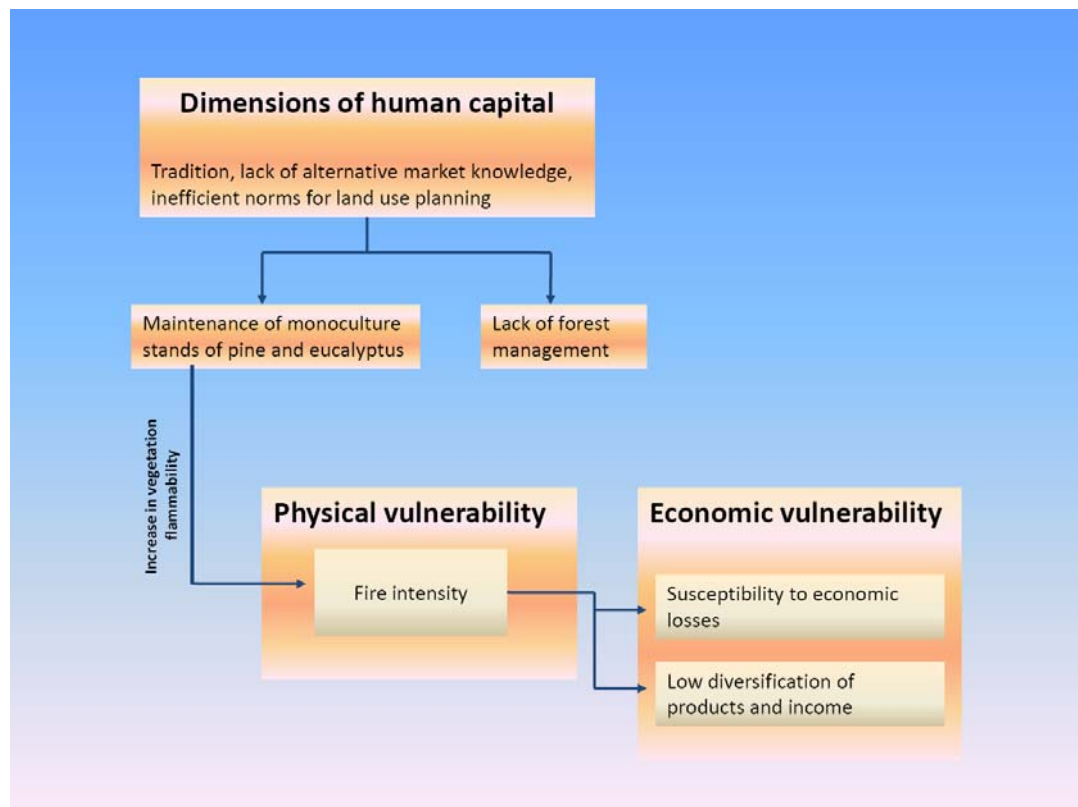 Dimensions of human capital
Tradition, lack of alternative market knowledge,
inefficient norms for land use planning
Maintenance of monoculture
stands of pine and eucalyptus
Lack of forest
management
Increase in vegetation
flammability
Physical vulnerability
Fire intensity
Economic vulnerability
Susceptibility to economic
losses
Low diversification of
products and income